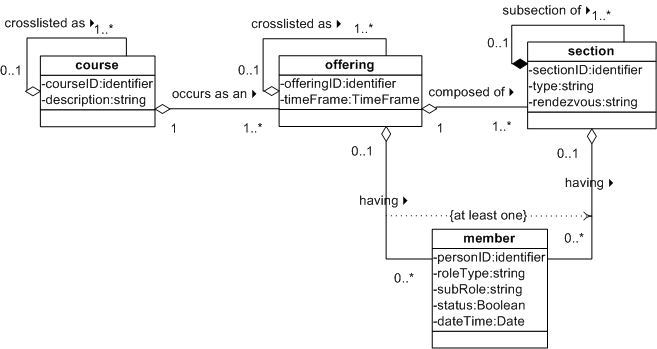 crosslisted as
1..*
0..1
course
-courseID:identifier
-description:string
occurs as an
1
1..*
crosslisted as
1..*
0..1
offering
-offeringID:identifier
-timeFrame:TimeFrame
composed of
1
1..*
subsection of
1..*
0..1
section
-sectionID:identifier
-type:string
-rendezvous:string
0..1
0..1
having
having
{at least one}
0..*
0..*
member
-personID:identifier
-roleType:string
-subRole:string
-status:Boolean
-dateTime:Date